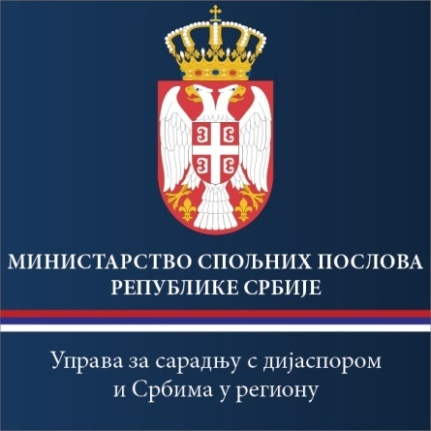 МИНИСТАРСТВО СПОЉНИХ ПОСЛОВА
РЕПУБЛИКЕ СРБИЈЕ
Управа за сарадњу с дијаспором
и Србима у региону